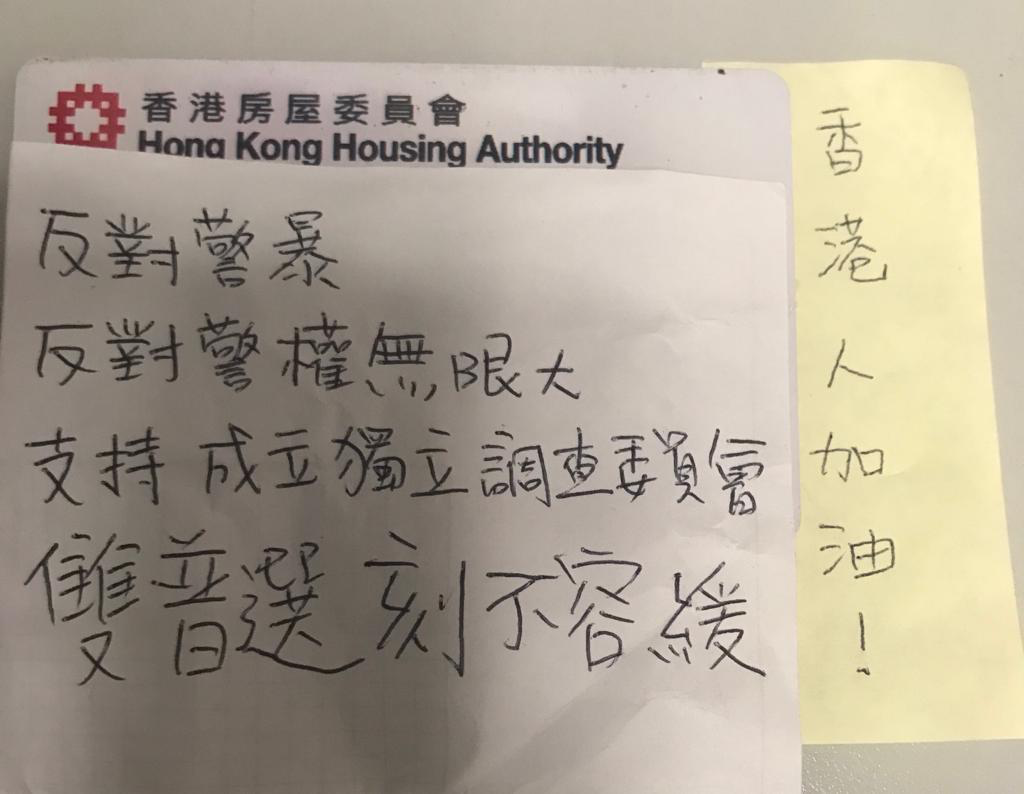 香港房屋委員會
Hong Kong Housing Authority
反對警暴
反對警權無限大
支持成立獨立調查委員會
雙普選刻不容緩
香港人加油！